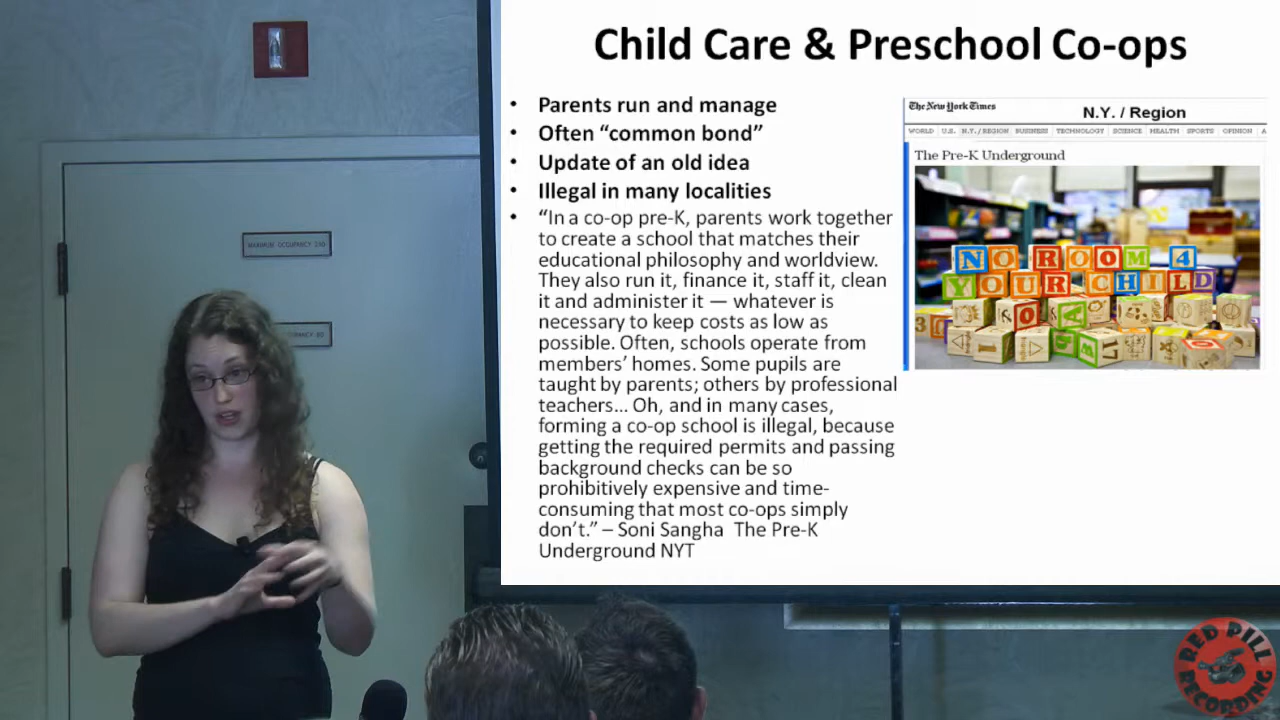 Child Care & Preschool Co-ops
• Parents run and manage
• Often “common bond”
• Update of an old idea
• Illegal in many localities
• “In a co-op pre-K, parents work together
to create a school that matches their
educational philosophy and worldview.
They also run it, finance it, staff it, clean
it and administer it — whatever is
necessary to keep costs as low as
possible. Often, schools operate from
members’ homes. Some pupils are
taught by parents; others by professional
teachers… Oh, and in many cases,
forming a co-op school is illegal, because
getting the required permits and passing
background checks can be so
prohibitively expensive and time-
consuming that most co-ops simply
don’t.” – Soni Sangha The Pre-K
Underground NYT
The New York Times
N.Y. / Region
WORLD U.S. N.Y./REGION BUSINESS TECHNOLOGY SCIENCE HEALTH SPORTS OPINION A
The Pre-K Underground
NO ROOM 4
YOUR CHILD
MAXIMUM OCCUPANCY
RED PILL
RECORDING